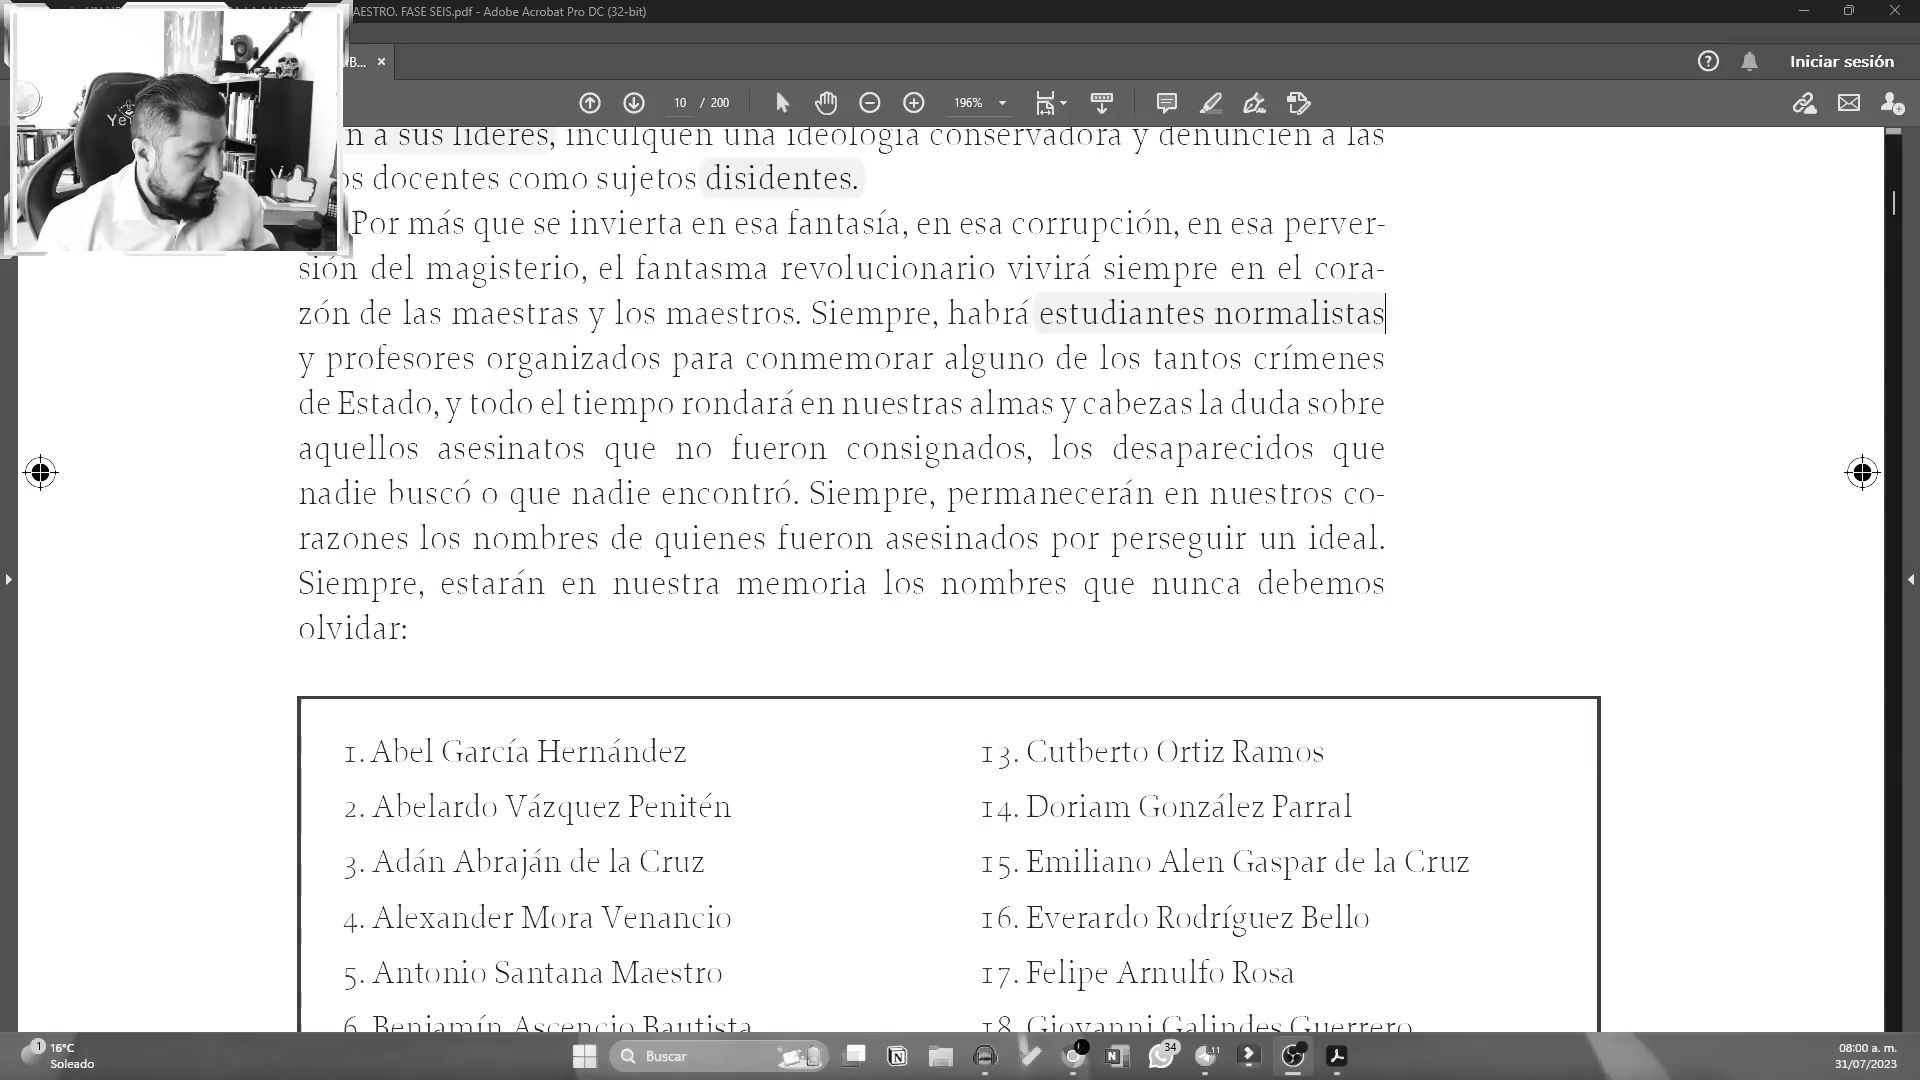 AESTRO. FASE SEIS.pdf - Adobe Acrobat Pro DC (32-bit)
B...
Iniciar sesión
10 / 200
196%
n a sus líderes, inculquen una ideología conservadora y denuncien a las
os docentes como sujetos disidentes.
Por más que se invierta en esa fantasía, en esa corrupción, en esa perver-
sión del magisterio, el fantasma revolucionario vivirá siempre en el cora-
zón de las maestras y los maestros. Siempre, habrá estudiantes normalistas
y profesores organizados para conmemorar alguno de los tantos crímenes
de Estado, y todo el tiempo rondará en nuestras almas y cabezas la duda sobre
aquellos asesinatos que no fueron consignados, los desaparecidos que
nadie buscó o que nadie encontró. Siempre, permanecerán en nuestros co-
razones los nombres de quienes fueron asesinados por perseguir un ideal.
Siempre, estarán en nuestra memoria los nombres que nunca debemos
olvidar:
1. Abel García Hernández
2. Abelardo Vázquez Penitén
3. Adán Abraján de la Cruz
4. Alexander Mora Venancio
5. Antonio Santana Maestro
6. Benjamín Ascencio Bautista
13. Cutberto Ortiz Ramos
14. Doriam González Parral
15. Emiliano Alen Gaspar de la Cruz
16. Everardo Rodríguez Bello
17. Felipe Arnulfo Rosa
18. Giovanni Galindes Guerrero
1
16°C
Soleado
Buscar
34
11
08:00 a. m.
31/07/2023